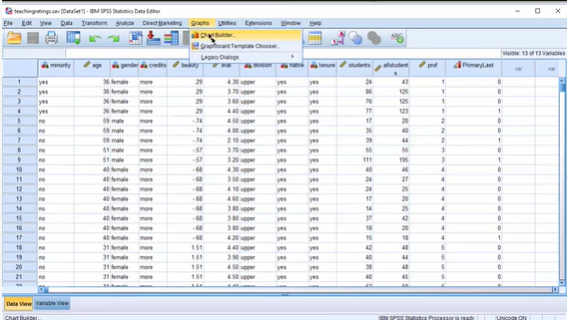 teachingratings.sav [DataSet1] - IBM SPSS Statistics Data Editor
File Edit View Data Transform Analyze Direct Marketing Graphs Utilities Extensions Window Help
Chart Builder...
Graphboard Template Chooser...
Legacy Dialogs
Visible: 13 of 13 Variables
minority age gender credits beauty eval division native tenure students allstudents prof PrimaryLast var var
1 yes 36 female more .29 4.30 upper yes yes 24 43 1 0
2 yes 36 female more .29 3.70 upper yes yes 86 125 1 0
3 yes 36 female more .29 3.60 upper yes yes 76 125 1 0
4 yes 36 female more .29 4.40 upper yes yes 77 123 1 1
5 no 59 male more -.74 4.50 upper yes yes 17 20 2 0
6 no 59 male more -.74 4.00 upper yes yes 35 40 2 0
7 no 59 male more -.74 2.10 upper yes yes 39 44 2 1
8 no 51 male more -.57 3.70 upper yes yes 55 55 3 0
9 no 51 male more -.57 3.20 upper yes yes 111 195 3 1
10 no 40 female more -.68 4.30 upper yes yes 40 46 4 0
11 no 40 female more -.68 3.50 upper yes yes 24 27 4 0
12 no 40 female more -.68 upper yes yes 24 25 4 0
13 no 40 female more -.68 upper yes yes 17 20 4 0
14 no 40 female more -.68 upper yes yes 14 25 4 0
15 no 40 female more -.68 upper yes yes 37 42 4 0
16 no 40 female more -.68 upper yes yes 18 20 4 0
17 no 40 female more -.68 4.20 upper yes yes 15 18 4 1
18 no 31 female more 1.51 4.40 upper yes yes 42 48 5 0
19 no 31 female more 1.51 upper yes yes 40 44 5 0
20 no 31 female more 1.51 4.50 upper yes yes 38 48 5 0
21 no 31 female more 1.51 upper yes yes 40 45 5 0
22
Data View Variable View
Chart Builder... IBM SPSS Statistics Processor is ready Unicode:ON